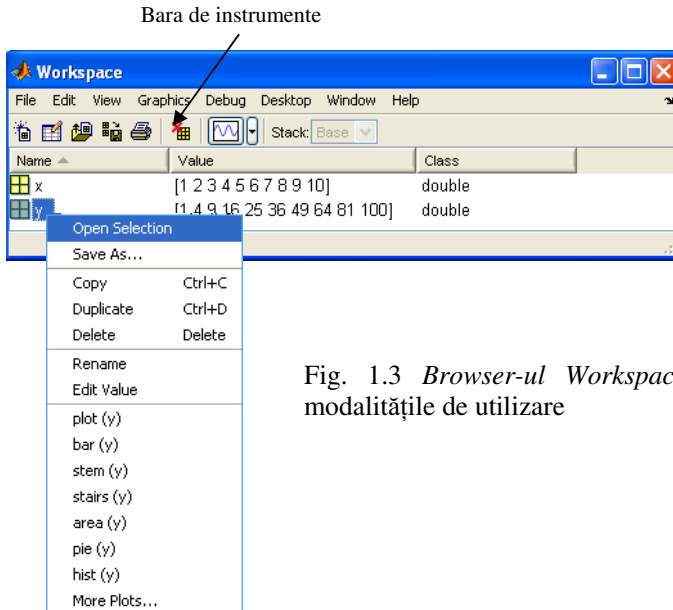 Bara de instrumente
Workspace
File Edit View Graphics Debug Desktop Window Help
Stack: Base
Name Value Class
x [1 2 3 4 5 6 7 8 9 10] double
y [1 4 9 16 25 36 49 64 81 100] double
Open Selection
Save As...
Copy Ctrl+C
Duplicate Ctrl+D
Delete Delete
Rename
Edit Value
plot (y)
bar (y)
stem (y)
stairs (y)
area (y)
pie (y)
hist (y)
More Plots...
Fig. 1.3 Browser-ul Workspac
modalitățile de utilizare